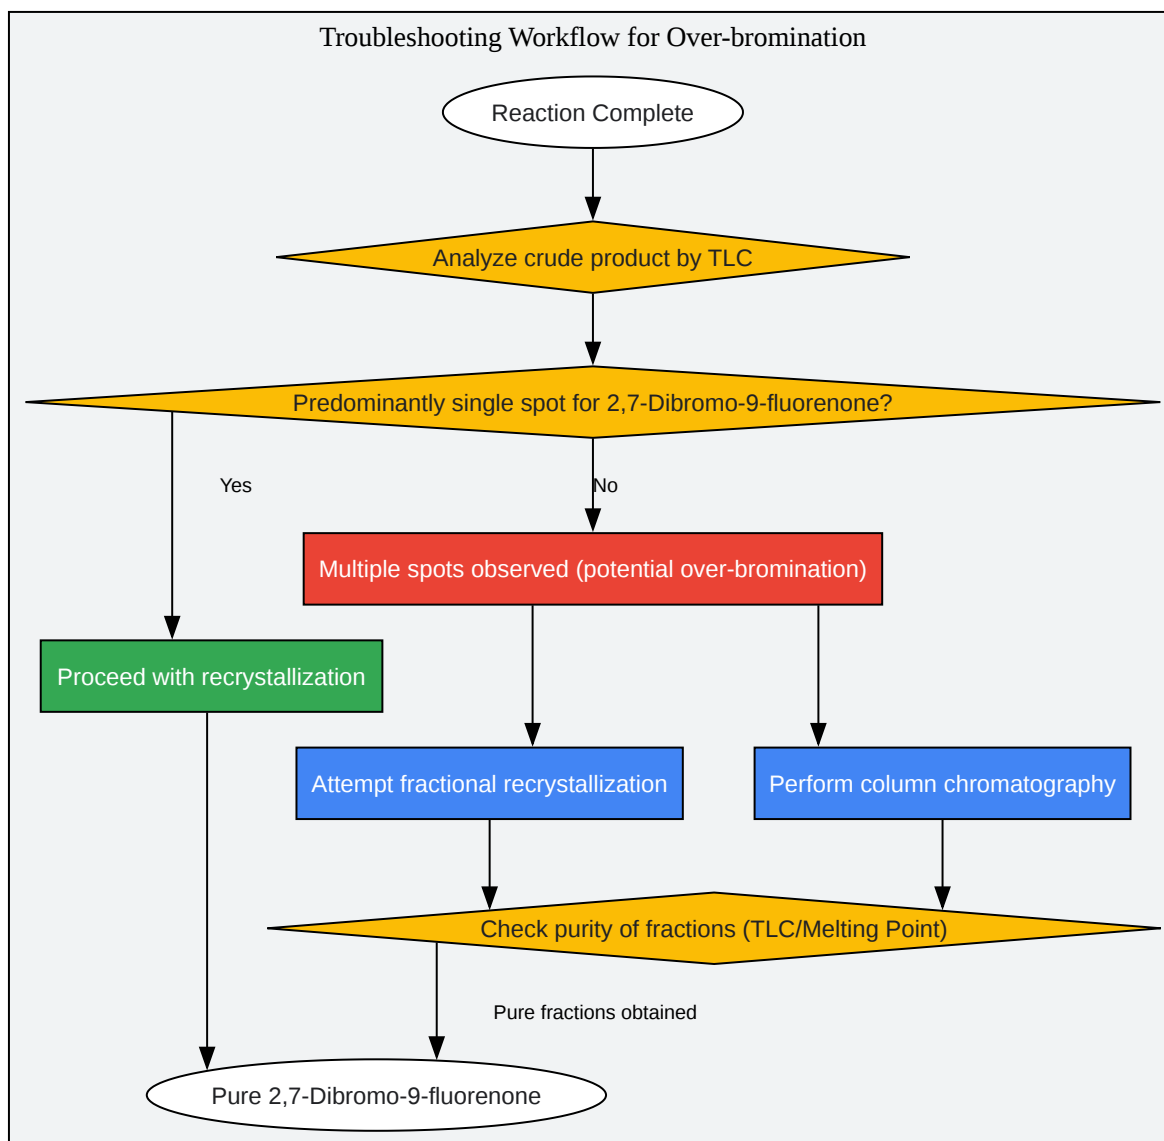 Troubleshooting Workflow for Over-bromination
Reaction Complete
Analyze crude product by TLC
Predominantly single spot for 2,7-Dibromo-9-fluorenone?
Yes
No
Multiple spots observed (potential over-bromination)
Proceed with recrystallization
Attempt fractional recrystallization
Perform column chromatography
Check purity of fractions (TLC/Melting Point)
Pure fractions obtained
Pure 2,7-Dibromo-9-fluorenone